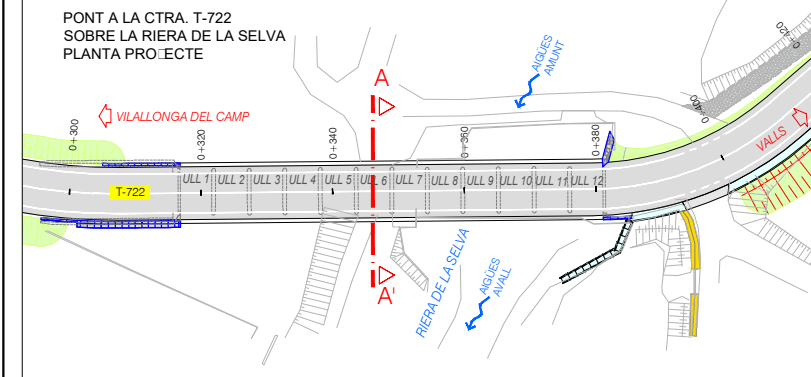 PONT A LA CTRA. T-722
SOBRE LA RIERA DE LA SELVA
PLANTA PRO□ECTE
VILALLONGA DEL CAMP
0+300
0+320
0+340
0+360
0+380
0+400
0+420
A
AIGÜES
AMUNT
VALLS
T-722
ULL 1
ULL 2
ULL 3
ULL 4
ULL 5
ULL 6
ULL 7
ULL 8
ULL 9
ULL 10
ULL 11
ULL 12
A'
RIERA DE LA SELVA
AIGÜES
AVALL